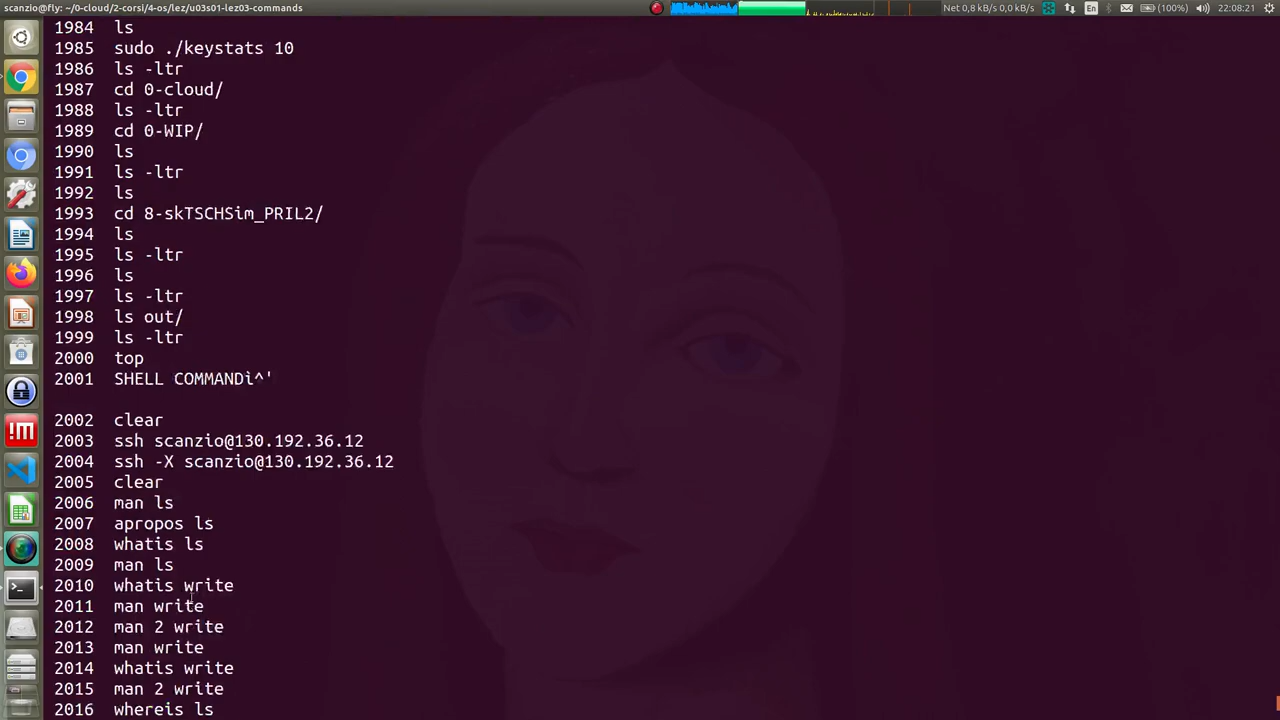 scanzio@fly: ~/0-cloud/2-corsi/4-os/lez/u03s01-lez03-commands
Net 0,8 kB/s 0,0 kB/s
En
(100%)
22:08:21
1984 ls
1985 sudo ./keystats 10
1986 ls -ltr
1987 cd 0-cloud/
1988 ls -ltr
1989 cd 0-WIP/
1990 ls
1991 ls -ltr
1992 ls
1993 cd 8-skTSCHSim_PRIL2/
1994 ls
1995 ls -ltr
1996 ls
1997 ls -ltr
1998 ls out/
1999 ls -ltr
2000 top
2001 SHELL COMMANDì^'
2002 clear
2003 ssh scanzio@130.192.36.12
2004 ssh -X scanzio@130.192.36.12
2005 clear
2006 man ls
2007 apropos ls
2008 whatis ls
2009 man ls
2010 whatis write
2011 man write
2012 man 2 write
2013 man write
2014 whatis write
2015 man 2 write
2016 whereis ls
!M
>_